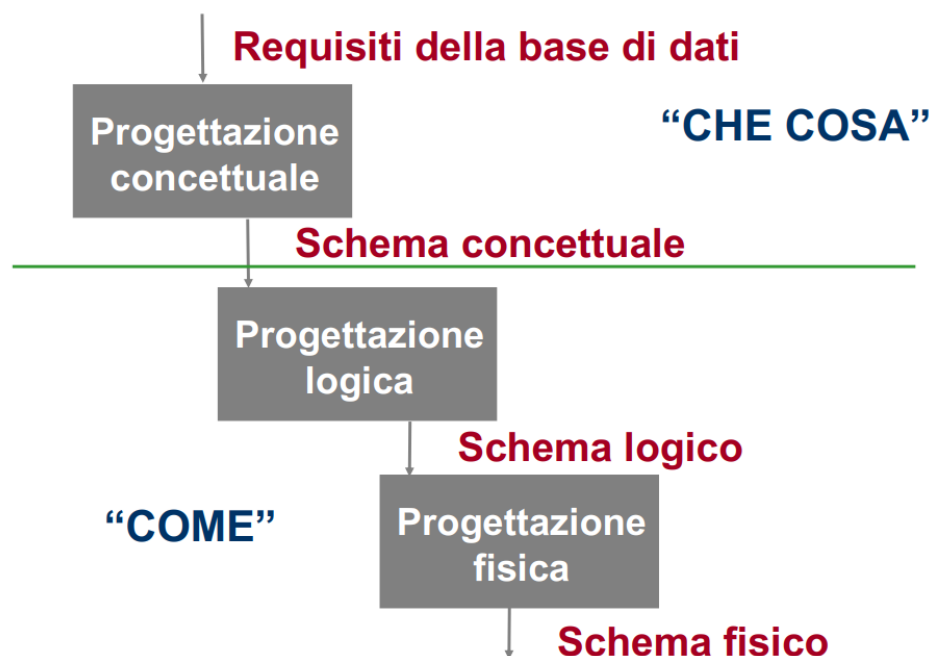 Requisiti della base di dati
Progettazione
concettuale
“CHE COSA”
Schema concettuale
Progettazione
logica
Schema logico
“COME”
Progettazione
fisica
Schema fisico